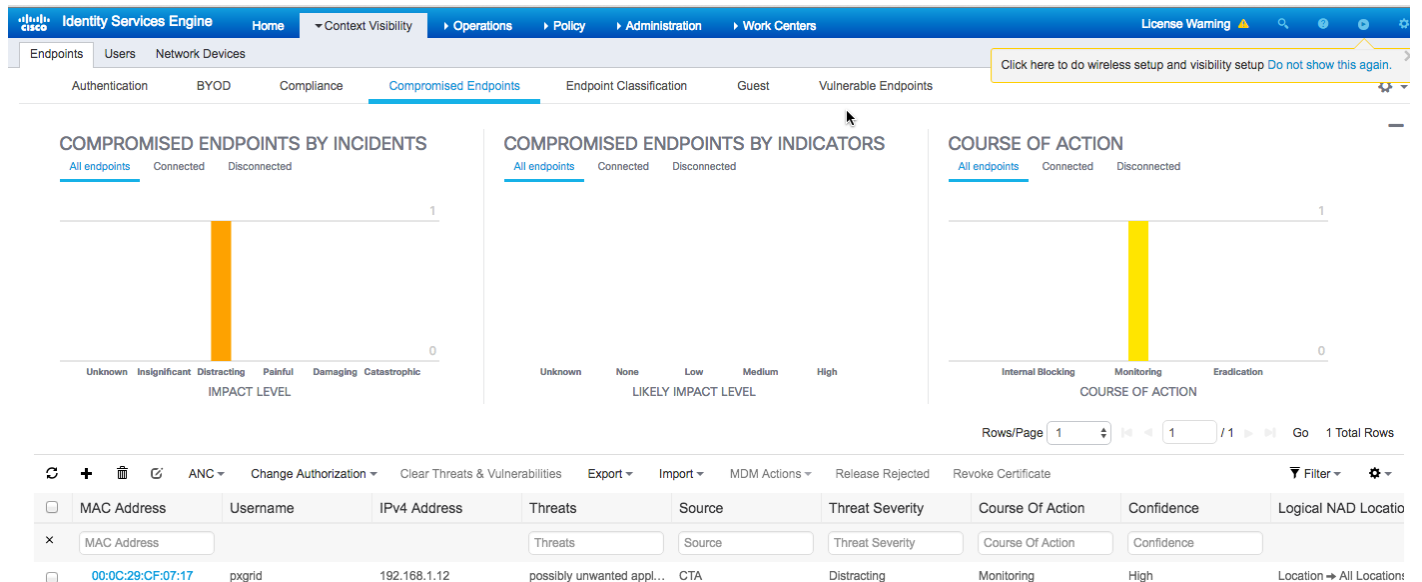 cisco Identity Services Engine Home Context Visibility Operations Policy Administration Work Centers License Warning
Endpoints Users Network Devices
Click here to do wireless setup and visibility setup Do not show this again.
Authentication BYOD Compliance Compromised Endpoints Endpoint Classification Guest Vulnerable Endpoints
COMPROMISED ENDPOINTS BY INCIDENTS
All endpoints Connected Disconnected
1
0
Unknown Insignificant Distracting Painful Damaging Catastrophic
IMPACT LEVEL
COMPROMISED ENDPOINTS BY INDICATORS
All endpoints Connected Disconnected
Unknown None Low Medium High
LIKELY IMPACT LEVEL
COURSE OF ACTION
All endpoints Connected Disconnected
1
0
Internal Blocking Monitoring Eradication
COURSE OF ACTION
Rows/Page 1 1 / 1 Go 1 Total Rows
ANC Change Authorization Clear Threats & Vulnerabilities Export Import MDM Actions Release Rejected Revoke Certificate Filter
MAC Address Username IPv4 Address Threats Source Threat Severity Course Of Action Confidence Logical NAD Locatio
× MAC Address Threats Source Threat Severity Course Of Action Confidence
00:0C:29:CF:07:17 pxgrid 192.168.1.12 possibly unwanted appl... CTA Distracting Monitoring High Location → All Locations